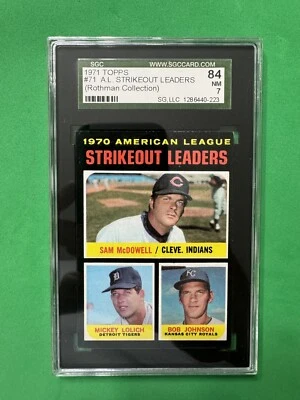 SGC
WWW.SGCCARD.COM
1971 TOPPS
84
#71 A.L. STRIKEOUT LEADERS
NM
(Rothman Collection)
7
SG,LLC 1286440-223
1970 AMERICAN LEAGUE
STRIKEOUT LEADERS
SAM McDOWELL / CLEVE. INDIANS
MICKEY LOLICH
DETROIT TIGERS
BOB JOHNSON
KANSAS CITY ROYALS